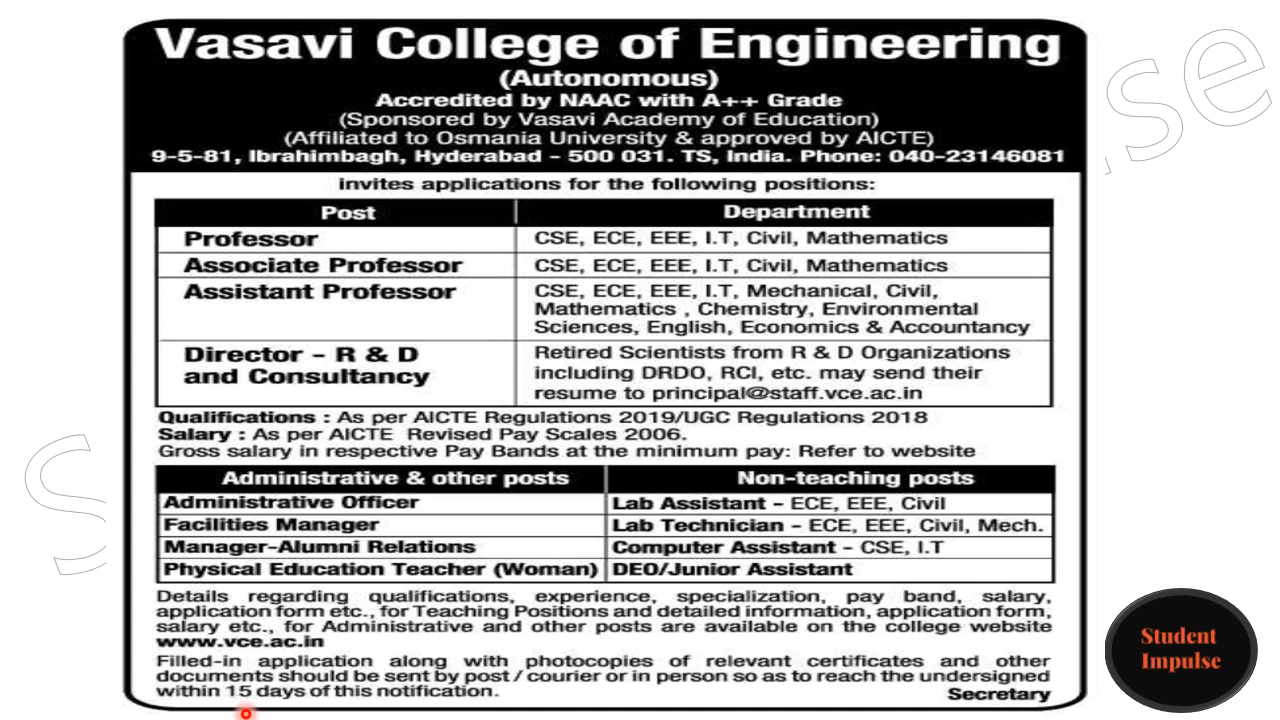 Vasavi College of Engineering
(Autonomous)
Accredited by NAAC with A++ Grade
(Sponsored by Vasavi Academy of Education)
(Affiliated to Osmania University & approved by AICTE)
9-5-81, Ibrahimbagh, Hyderabad - 500 031. TS, India. Phone: 040-23146081
invites applications for the following positions:
Post Department
Professor CSE, ECE, EEE, I.T, Civil, Mathematics
Associate Professor CSE, ECE, EEE, I.T, Civil, Mathematics
Assistant Professor CSE, ECE, EEE, I.T, Mechanical, Civil,
Mathematics , Chemistry, Environmental
Sciences, English, Economics & Accountancy
Director - R & D
and Consultancy
Retired Scientists from R & D Organizations
including DRDO, RCI, etc. may send their
resume to principal@staff.vce.ac.in
Qualifications : As per AICTE Regulations 2019/UGC Regulations 2018
Salary : As per AICTE Revised Pay Scales 2006.
Gross salary in respective Pay Bands at the minimum pay: Refer to website
Administrative & other posts Non-teaching posts
Administrative Officer Lab Assistant - ECE, EEE, Civil
Facilities Manager Lab Technician - ECE, EEE, Civil, Mech.
Manager-Alumni Relations Computer Assistant - CSE, I.T
Physical Education Teacher (Woman) DEO/Junior Assistant
Details regarding qualifications, experience, specialization, pay band, salary,
application form etc., for Teaching Positions and detailed information, application form,
salary etc., for Administrative and other posts are available on the college website
www.vce.ac.in
Filled-in application along with photocopies of relevant certificates and other
documents should be sent by post / courier or in person so as to reach the undersigned
within 15 days of this notification.
Secretary
Student
Impulse